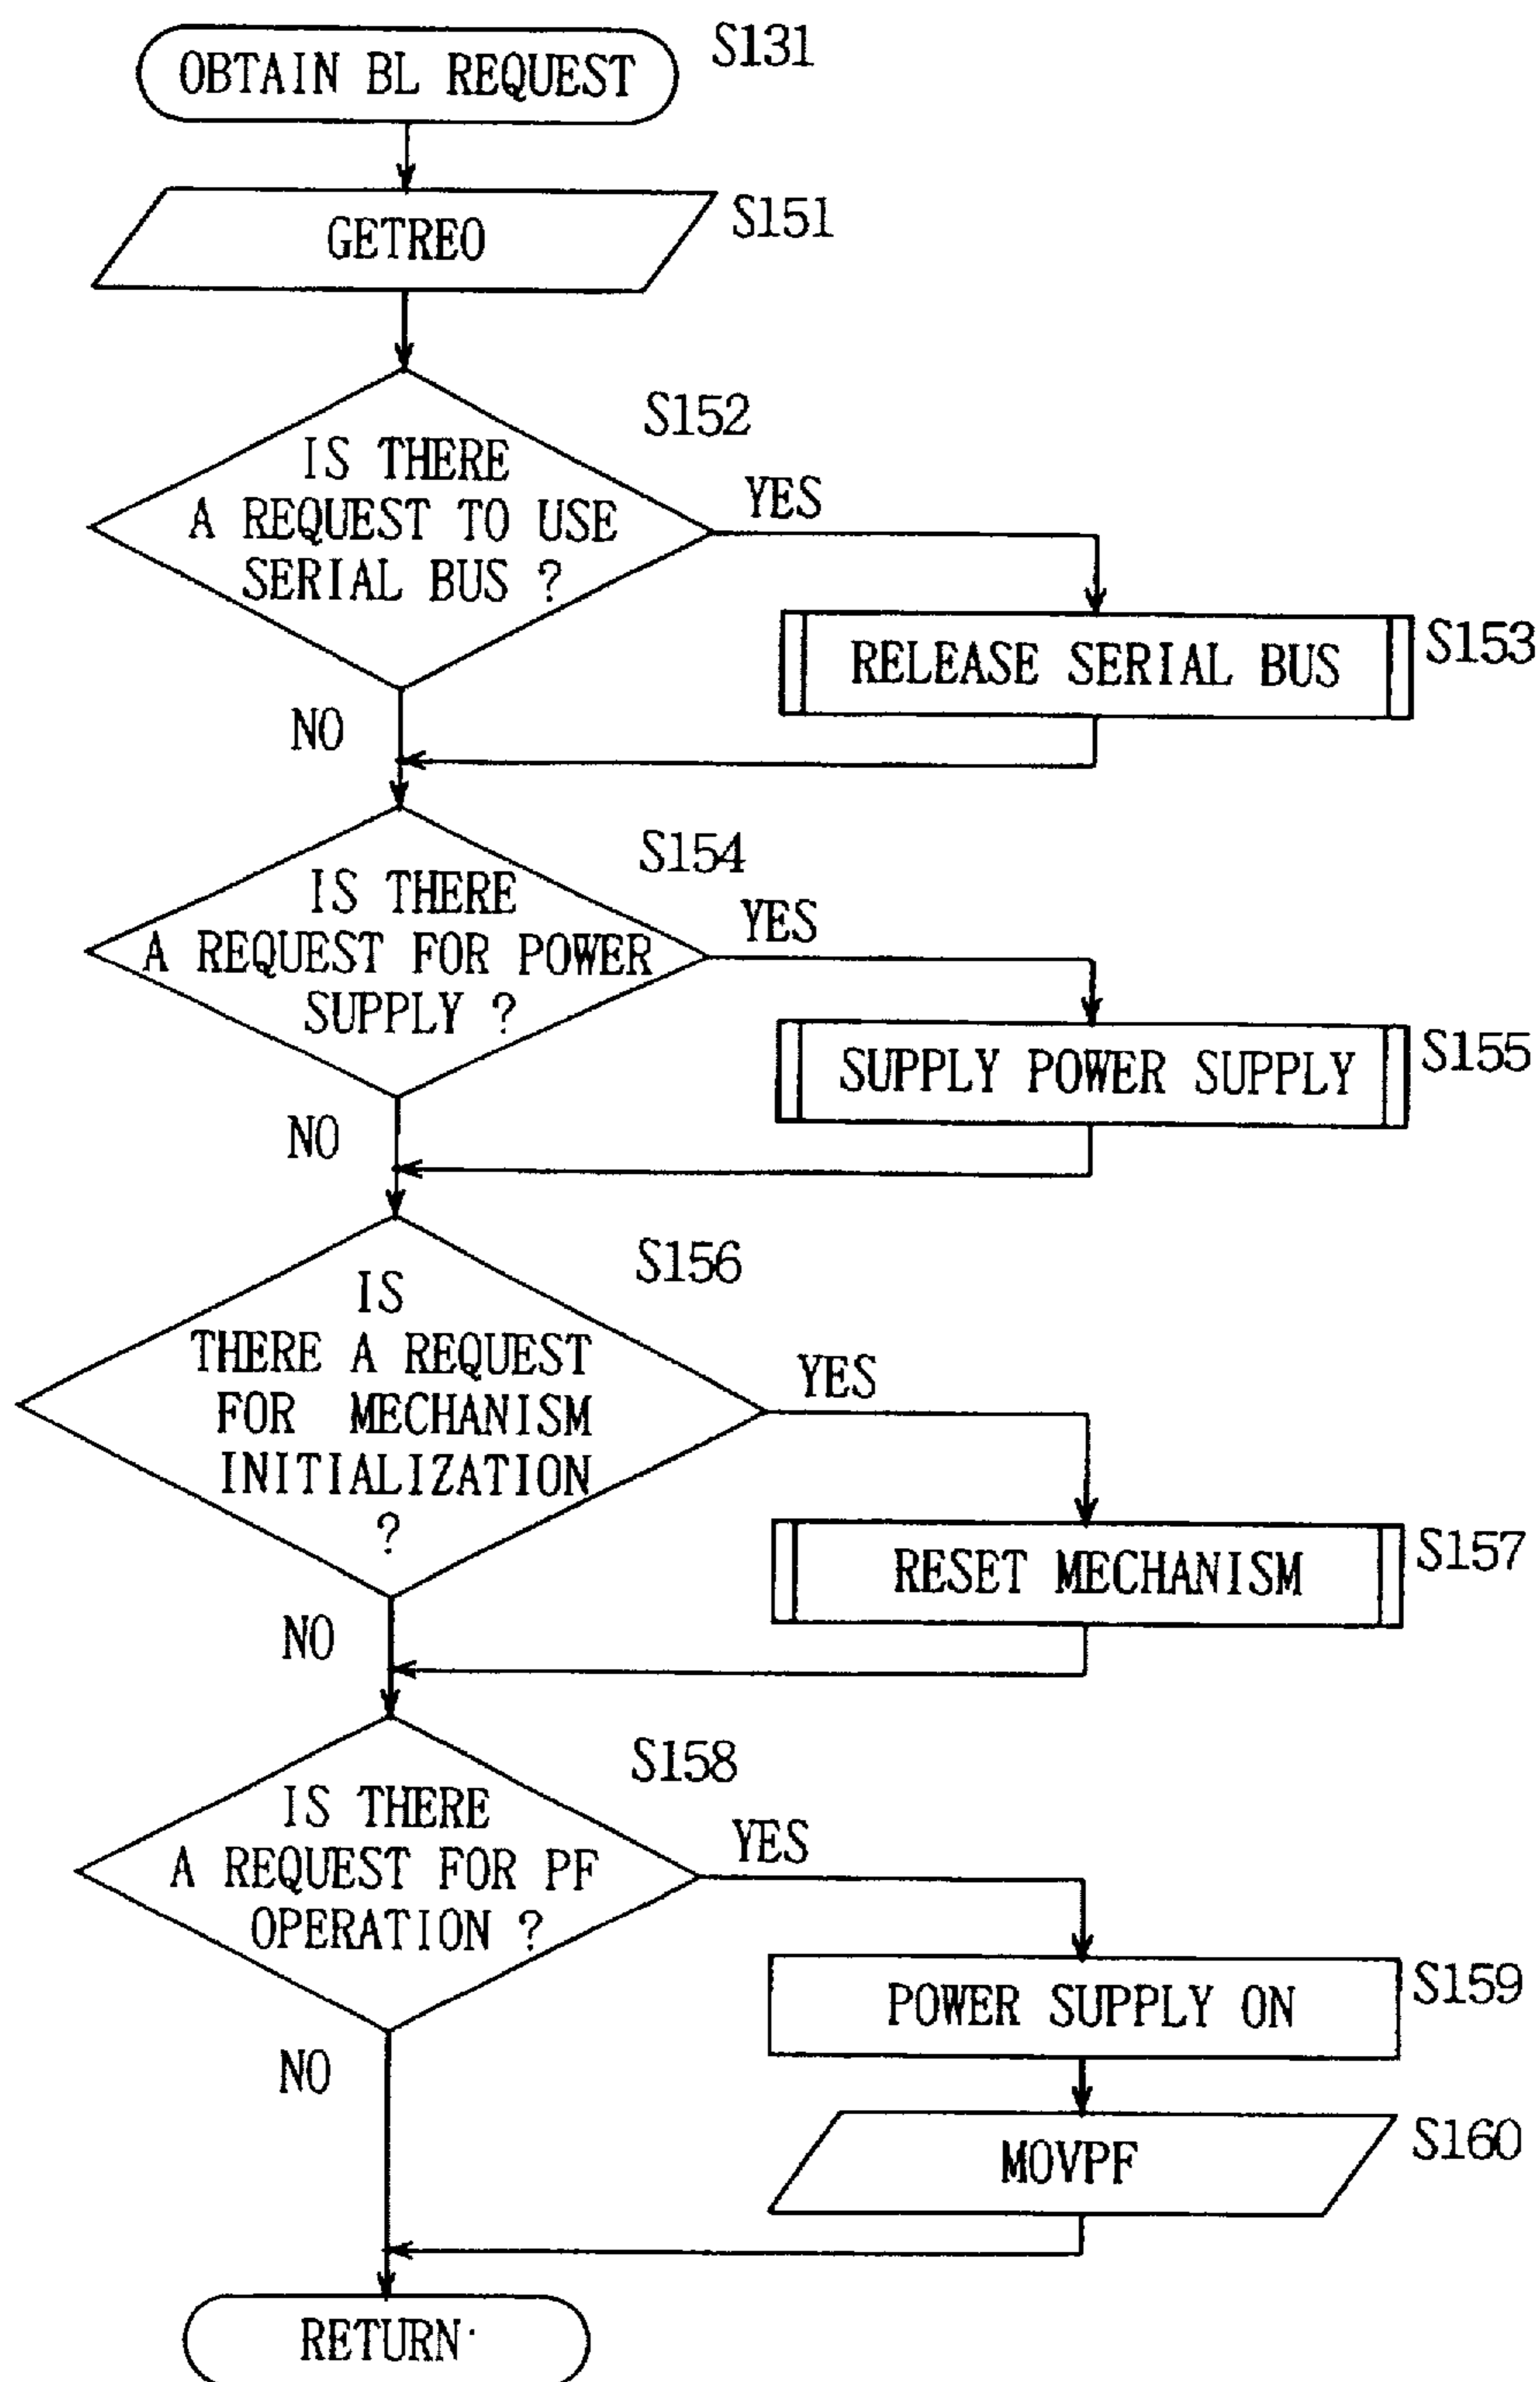 OBTAIN BL REQUEST
S131
GETREO
S151
S152
IS THERE
A REQUEST TO USE
SERIAL BUS ?
YES
RELEASE SERIAL BUS
S153
NO
S154
IS THERE
A REQUEST FOR POWER
SUPPLY ?
YES
SUPPLY POWER SUPPLY
S155
NO
S156
IS
THERE A REQUEST
FOR MECHANISM
INITIALIZATION
?
YES
RESET MECHANISM
S157
NO
S158
IS THERE
A REQUEST FOR PF
OPERATION ?
YES
POWER SUPPLY ON
S159
NO
MOVPF
S160
RETURN